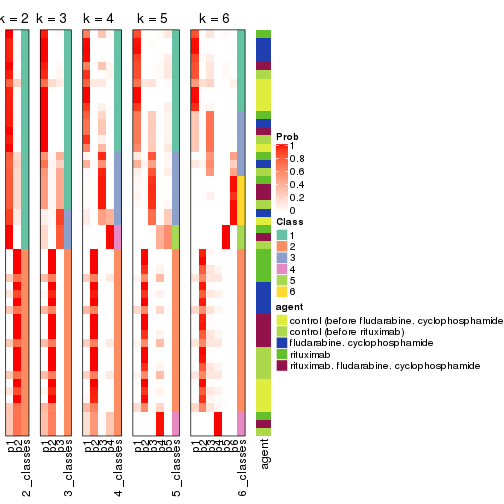 k = 2 k = 3 k = 4 k = 5 k = 6
Prob
1
0.8
0.6
0.4
0.2
0
Class
1
2
3
4
5
6
agent
control (before fludarabine. cyclophosphamide
control (before rituximab)
fludarabine. cyclophosphamide
rituximab
rituximab. fludarabine. cyclophosphamide
p1
p2
2_classes
p1
p2
p3
3_classes
p1
p2
p3
p4
4_classes
p1
p2
p3
p4
p5
5_classes
p1
p2
p3
p4
p5
p6
6_classes
agent